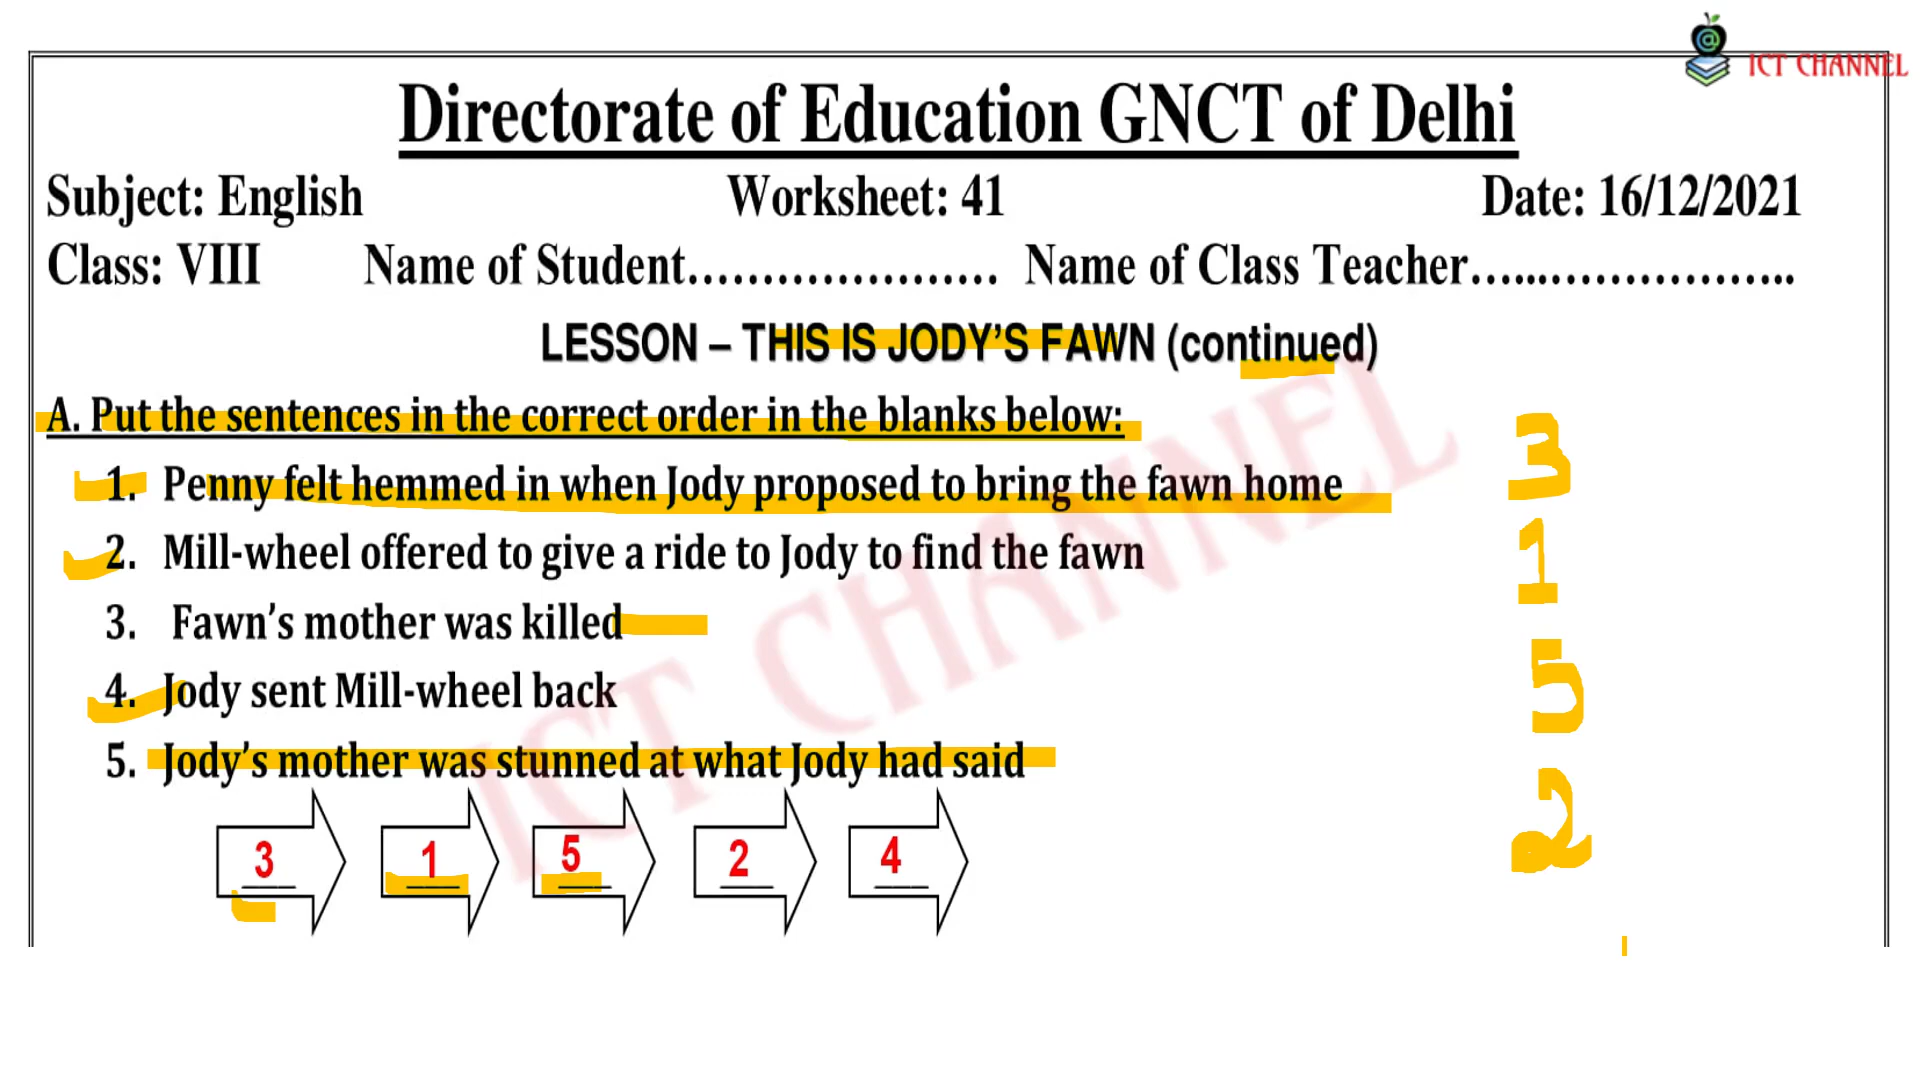 @ ICT CHANNEL
Directorate of Education GNCT of Delhi
Subject: English Worksheet: 41 Date: 16/12/2021
Class: VIII Name of Student………………… Name of Class Teacher…...……………..
LESSON – THIS IS JODY’S FAWN (continued)
A. Put the sentences in the correct order in the blanks below:
1. Penny felt hemmed in when Jody proposed to bring the fawn home 3
2. Mill-wheel offered to give a ride to Jody to find the fawn 1
3. Fawn’s mother was killed 5
4. Jody sent Mill-wheel back
5. Jody’s mother was stunned at what Jody had said 2
3 1 5 2 4
ICT CHANNEL